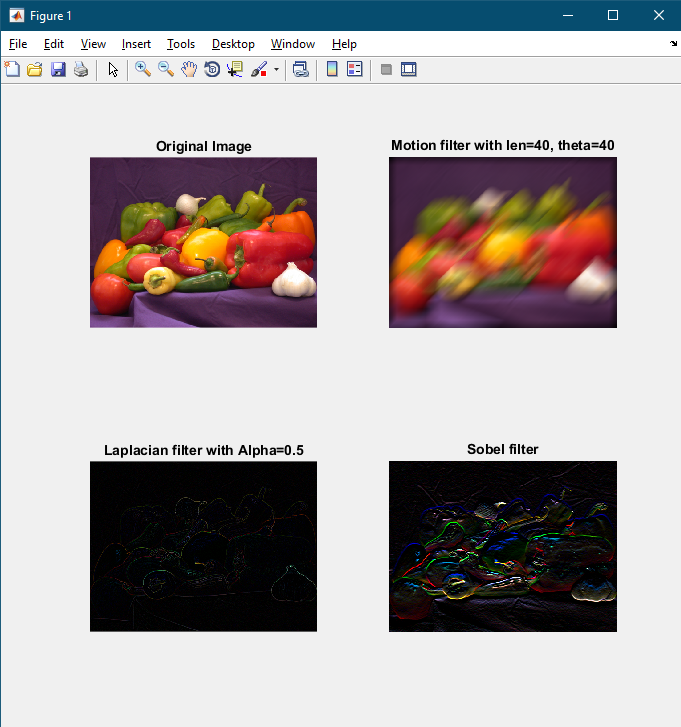 Figure 1
File Edit View Insert Tools Desktop Window Help
Original Image
Motion filter with len=40, theta=40
Laplacian filter with Alpha=0.5
Sobel filter